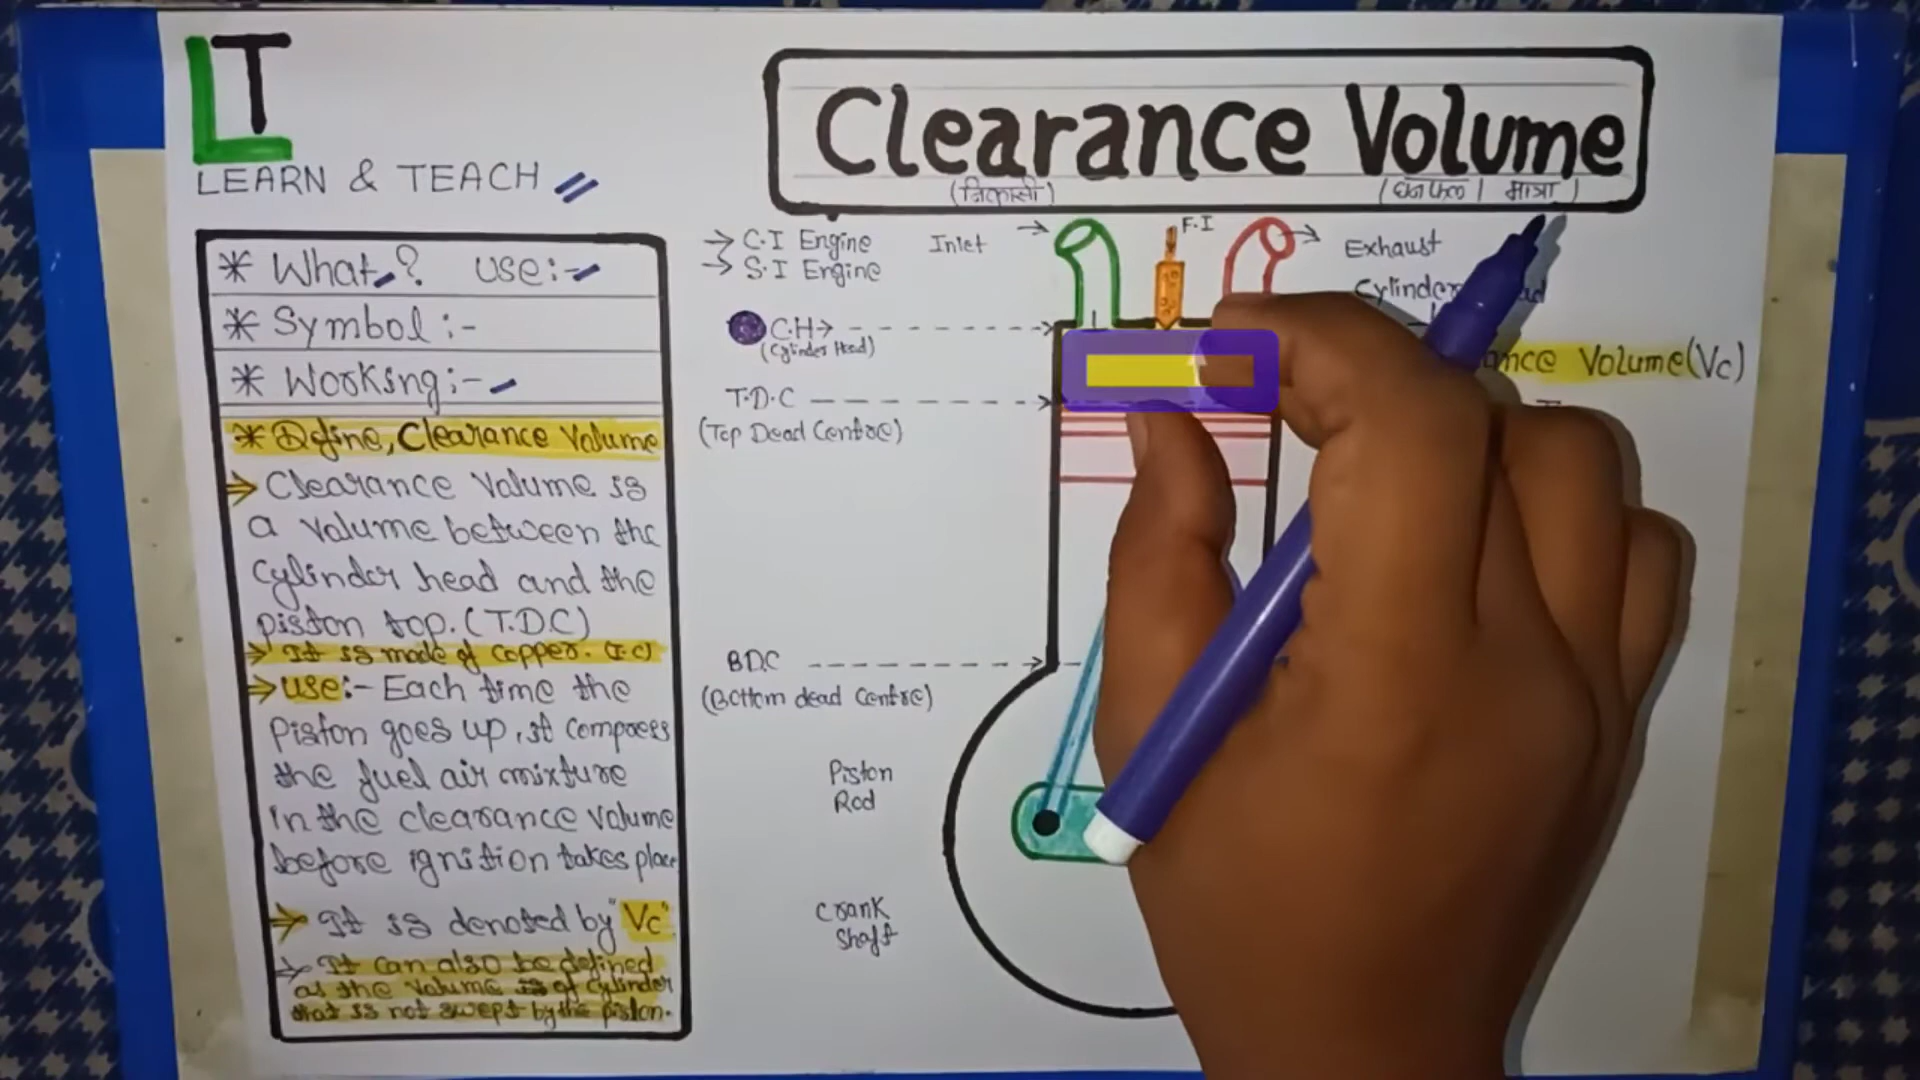 LT
LEARN & TEACH
Clearance Volume
(निकासी) (घनफल / मात्रा)
* What? use:-
* Symbol:-
* Working:-
* Define, Clearance Volume
→ Clearance Volume is
a volume between the
Cylinder head and the
piston top. (T.D.C)
→ It is made of copper.
→ use:- Each time the
Piston goes up, it compress
the fuel air mixture
in the clearance volume
before ignition takes place
→ It is denoted by "Vc"
→ It can also be defined
as the volume of cylinder
that is not swept by the piston.
→ C.I Engine
→ S.I Engine
Inlet →
F.I
→ Exhaust
C.H →
(Cylinder Head)
T.D.C
(Top Dead Centre)
Volume (Vc)
B.D.C
(Bottom dead Centre)
Piston
Rod
Crank
Shaft